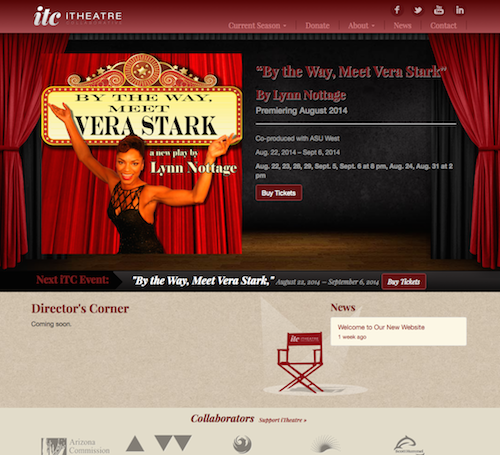 itc iTHEATRE
COLLABORATIVE
Current Season
Donate
About
News
Contact
BY THE WAY,
MEET
VERA STARK
a new play by
Lynn Nottage
"By the Way, Meet Vera Stark"
By Lynn Nottage
Premiering August 2014
Co-produced with ASU West
Aug. 22, 2014 – Sept 6, 2014
Aug. 22, 23, 28, 29, Sept. 5, Sept. 6 at 8 pm, Aug. 24, Aug. 31 at 2
pm
Buy Tickets
Next iTC Event:
"By the Way, Meet Vera Stark," August 22, 2014 – September 6, 2014 Buy Tickets
Director's Corner
Coming soon.
itc iTHEATRE
News
Welcome to Our New Website
1 week ago
Collaborators Support iTheatre »
Arizona
Commission